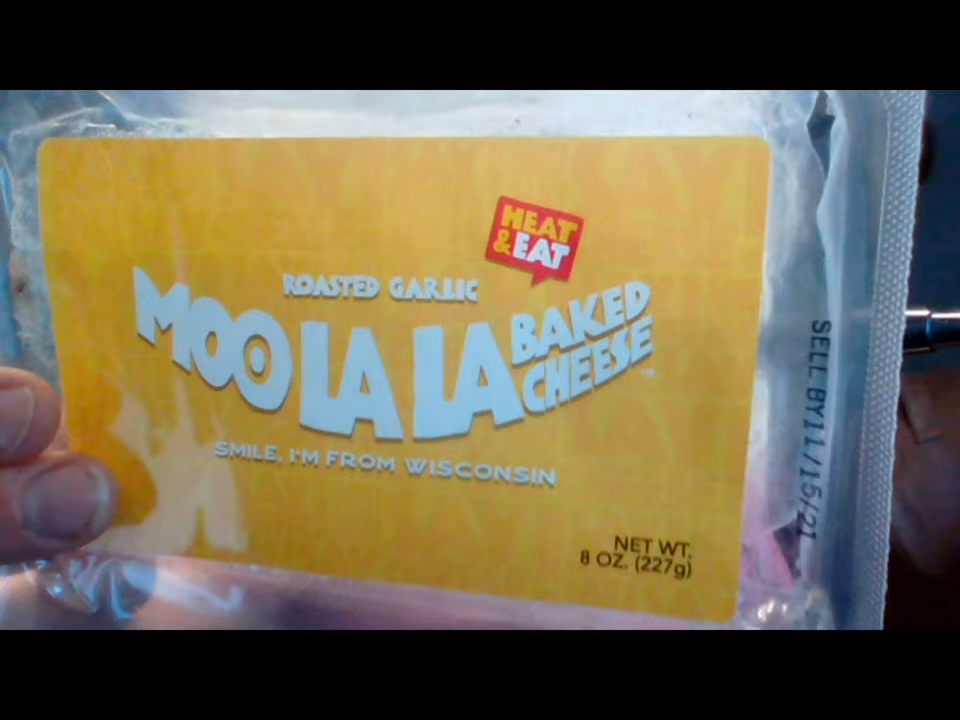 HEAT
& EAT
ROASTED GARLIC
MOO LA LA BAKED
CHEESE™
SMILE, I'M FROM WISCONSIN
NET WT.
8 OZ. (227g)
SELL BY11/15/21